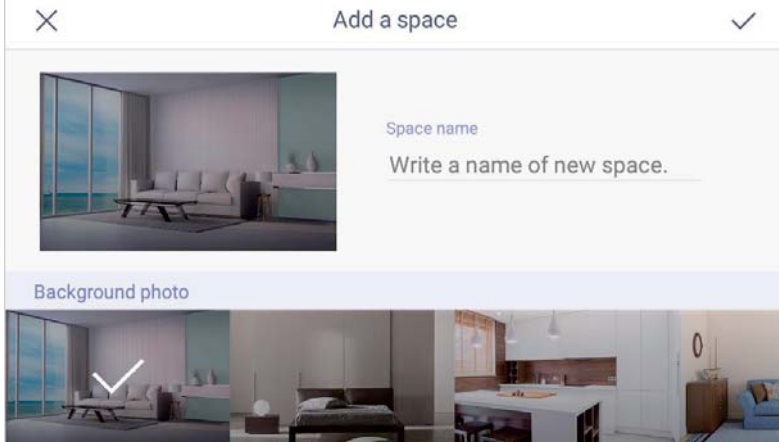 Add a space
Space name
Write a name of new space.
Background photo